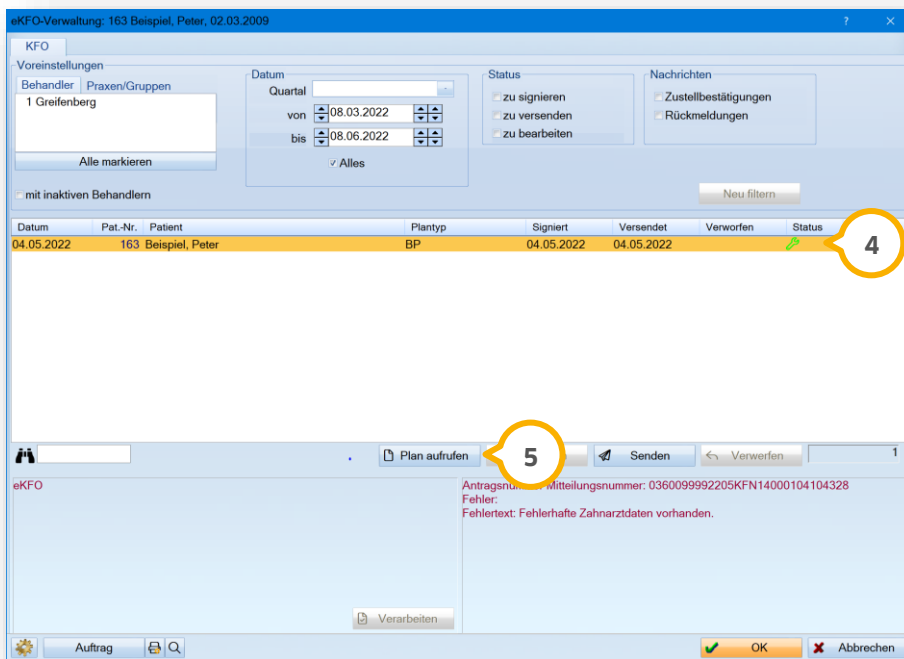 eKFO-Verwaltung: 163 Beispiel, Peter, 02.03.2009 ?
KFO
Voreinstellungen
Behandler Praxen/Gruppen
1 Greifenberg
Alle markieren
mit inaktiven Behandlern
Datum
Quartal
von 08.03.2022
bis 08.06.2022
Alles
Status
zu signieren
zu versenden
zu bearbeiten
Nachrichten
Zustellbestätigungen
Rückmeldungen
Neu filtern
Datum Pat.-Nr. Patient Plantyp Signiert Versendet Verworfen Status
04.05.2022 163 Beispiel, Peter BP 04.05.2022 04.05.2022
4
Plan aufrufen 5 Senden Verwerfen 1
eKFO
Mitteilungsnummer: 0360099992205KFN14000104104328
Fehler:
Fehlertext: Fehlerhafte Zahnarztdaten vorhanden.
Verarbeiten
Auftrag OK Abbrechen